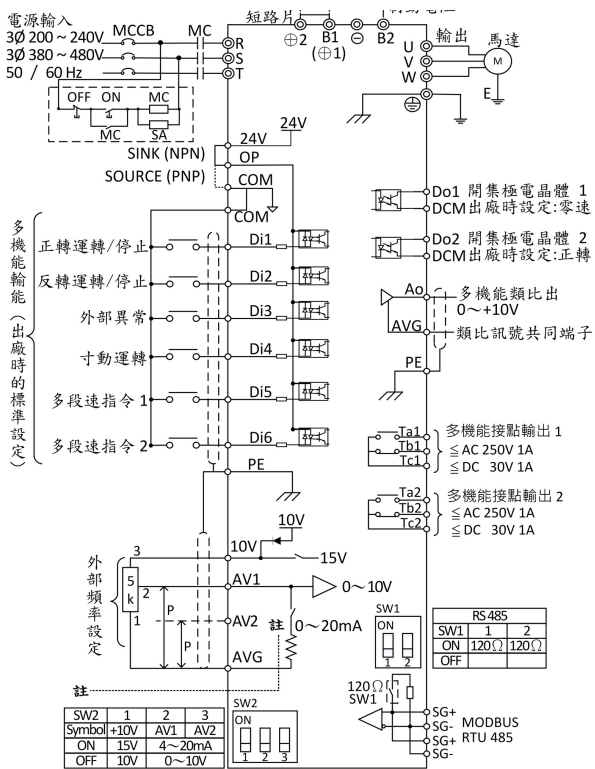 電源輸入
3Ø 200～240V
3Ø 380～480V
50 / 60 Hz
MCCB
MC
R
S
T
OFF
ON
MC
MC
SA
短路片
⊕2
B1
(⊕1)
⊖
B2
U
V
W
輸出
馬達
M
E
24V
24V
SINK (NPN)
OP
SOURCE (PNP)
COM
COM
多機能輸能（出廠時的標準設定）
正轉運轉/停止
Di1
反轉運轉/停止
Di2
外部異常
Di3
寸動運轉
Di4
多段速指令 1
Di5
多段速指令 2
Di6
PE
Do1 開集極電晶體 1
DCM 出廠時設定:零速
Do2 開集極電晶體 2
DCM 出廠時設定:正轉
Ao
多機能類比出
0～+10V
AVG
類比訊號共同端子
PE
Ta1
Tb1
Tc1
多機能接點輸出 1
≦ AC 250V 1A
≦ DC 30V 1A
Ta2
Tb2
Tc2
多機能接點輸出 2
≦ AC 250V 1A
≦ DC 30V 1A
外部頻率設定
5k
3
2
1
P
P
10V
10V
15V
AV1
0～10V
AV2
註
0～20mA
AVG
註
SW2 1 2 3
Symbol +10V AV1 AV2
ON 15V 4～20mA
OFF 10V 0～10V
SW2
ON
1 2 3
SW1
ON
1 2
RS485
SW1 1 2
ON 120Ω 120Ω
OFF
120Ω
SW1
SG+
SG-
SG+
SG-
MODBUS
RTU 485